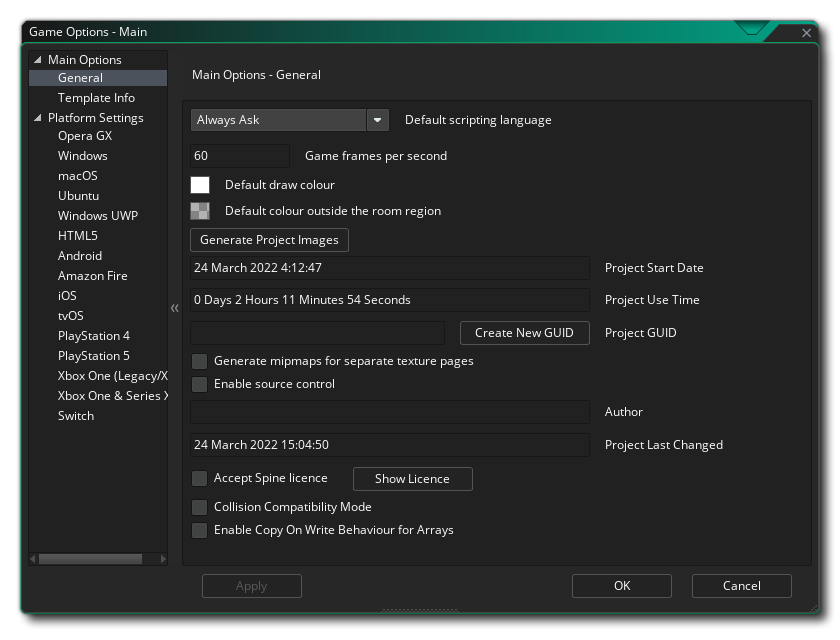 Game Options - Main
Main Options
General
Template Info
Platform Settings
Opera GX
Windows
macOS
Ubuntu
Windows UWP
HTML5
Android
Amazon Fire
iOS
tvOS
PlayStation 4
PlayStation 5
Xbox One (Legacy/X
Xbox One & Series X
Switch
Main Options - General
Always Ask Default scripting language
60 Game frames per second
Default draw colour
Default colour outside the room region
Generate Project Images
24 March 2022 4:12:47 Project Start Date
0 Days 2 Hours 11 Minutes 54 Seconds Project Use Time
Create New GUID Project GUID
Generate mipmaps for separate texture pages
Enable source control
Author
24 March 2022 15:04:50 Project Last Changed
Accept Spine licence Show Licence
Collision Compatibility Mode
Enable Copy On Write Behaviour for Arrays
Apply OK Cancel